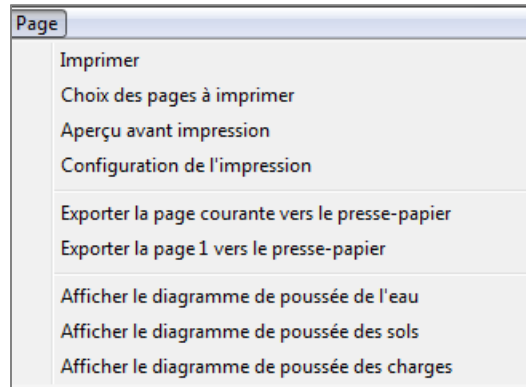 Page
Imprimer
Choix des pages à imprimer
Aperçu avant impression
Configuration de l'impression
Exporter la page courante vers le presse-papier
Exporter la page 1 vers le presse-papier
Afficher le diagramme de poussée de l'eau
Afficher le diagramme de poussée des sols
Afficher le diagramme de poussée des charges